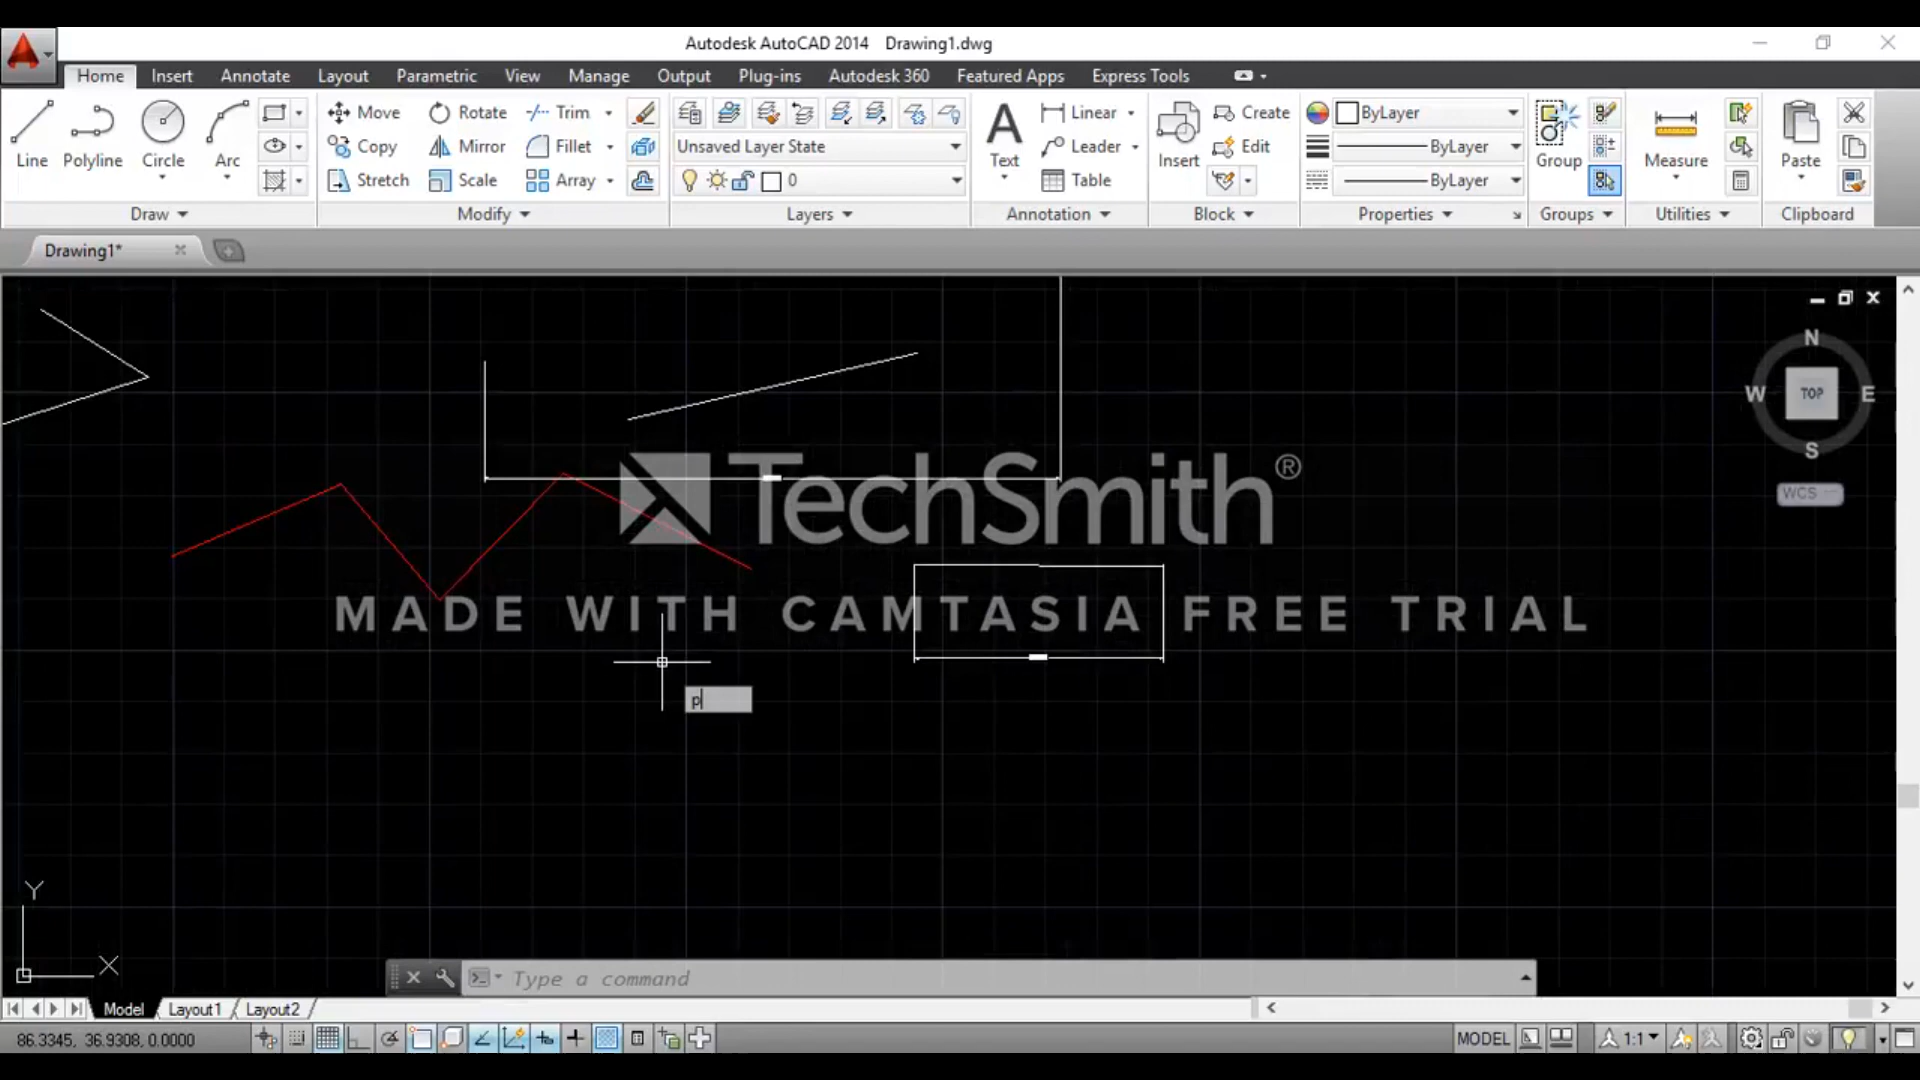 Autodesk AutoCAD 2014 Drawing1.dwg
Home Insert Annotate Layout Parametric View Manage Output Plug-ins Autodesk 360 Featured Apps Express Tools
Move Rotate Trim Linear Create ByLayer
Line Polyline Circle Arc Copy Mirror Fillet Unsaved Layer State Text Leader Insert Edit ByLayer Group Measure Paste
Stretch Scale Array 0 Table ByLayer
Draw Modify Layers Annotation Block Properties Groups Utilities Clipboard
Drawing1*
N
W TOP E
S
WCS
TechSmith®
MADE WITH CAMTASIA FREE TRIAL
p
Y
X
Type a command
Model Layout1 Layout2
86.3345, 36.9308, 0.0000 MODEL 1:1